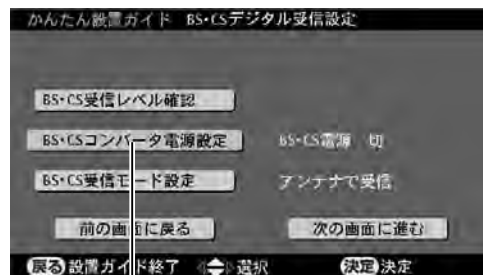 かんたん設置ガイド BS・CSデジタル受信設定
BS・CS受信レベル確認
BS・CSコンバータ電源設定 BS・CS電源 切
BS・CS受信モード設定 アンテナで受信
前の画面に戻る 次の画面に進む
戻る 設置ガイド終了 選択 決定 決定